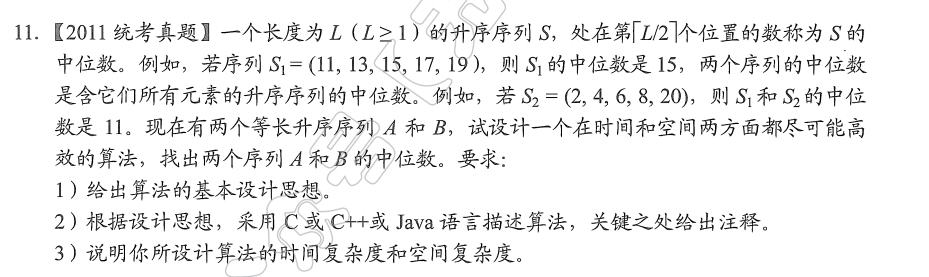 11.【2011 统考真题】一个长度为 L（L≥1）的升序序列 S，处在第⌈L/2⌉个位置的数称为 S 的
中位数。例如，若序列 S₁ = (11, 13, 15, 17, 19 )，则 S₁ 的中位数是 15，两个序列的中位数
是含它们所有元素的升序序列的中位数。例如，若 S₂ = (2, 4, 6, 8, 20)，则 S₁ 和 S₂ 的中位
数是 11。现在有两个等长升序序列 A 和 B，试设计一个在时间和空间两方面都尽可能高
效的算法，找出两个序列 A 和 B 的中位数。要求：
1）给出算法的基本设计思想。
2）根据设计思想，采用 C 或 C++或 Java 语言描述算法，关键之处给出注释。
3）说明你所设计算法的时间复杂度和空间复杂度。